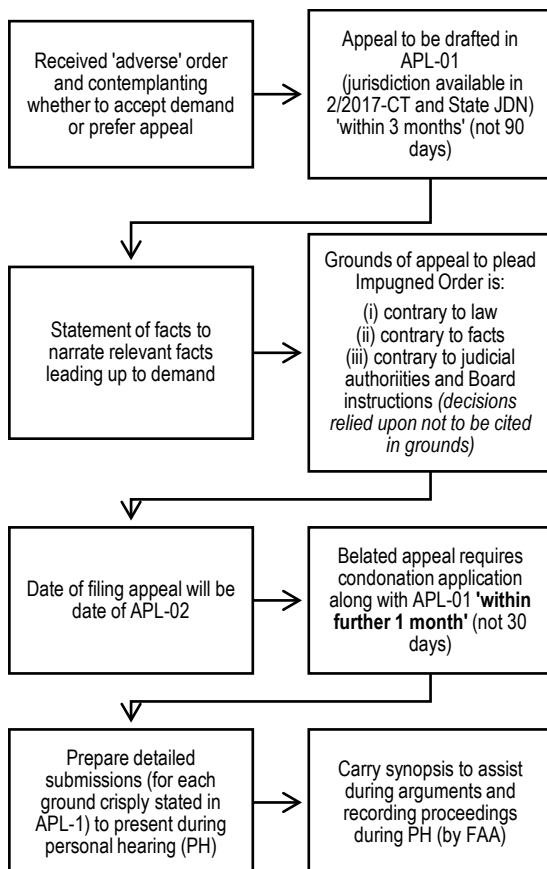 Received 'adverse' order
and contemplanting
whether to accept demand
or prefer appeal
Appeal to be drafted in
APL-01
(jurisdiction available in
2/2017-CT and State JDN)
'within 3 months' (not 90
days)
Statement of facts to
narrate relevant facts
leading up to demand
Grounds of appeal to plead
Impugned Order is:
(i) contrary to law
(ii) contrary to facts
(iii) contrary to judicial
authoriities and Board
instructions (decisions
relied upon not to be cited
in grounds)
Date of filing appeal will be
date of APL-02
Belated appeal requires
condonation application
along with APL-01 'within
further 1 month' (not 30
days)
Prepare detailed
submissions (for each
ground crisply stated in
APL-1) to present during
personal hearing (PH)
Carry synopsis to assist
during arguments and
recording proceedings
during PH (by FAA)